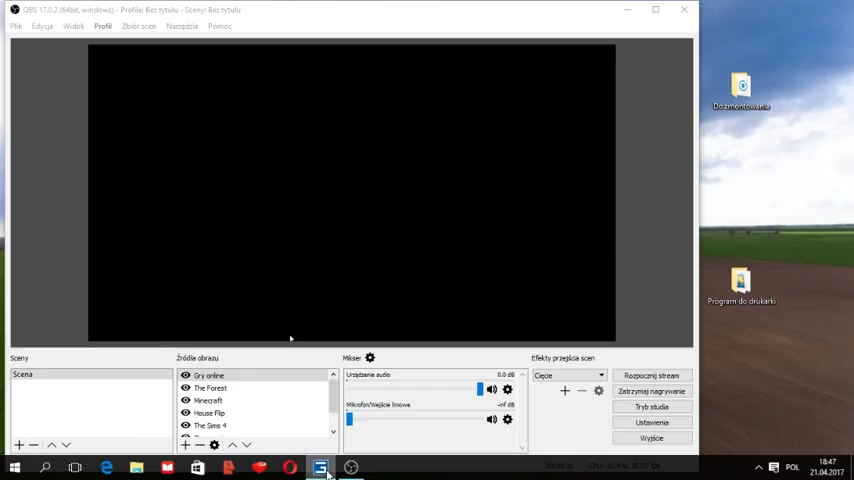 OBS 17.0.2 (64bit, windows) - Profile: Bez tytułu - Sceny: Bez tytułu
Plik Edycja Widok Profil Zbiór scen Narzędzie Pomoc
Do zmontowania
Program do drukarki
Sceny Źródła obrazu Mikser Efekty przejścia scen
Scena
Gry online
The Forest
Minecraft
House Flip
The Sims 4
Urządzenie audio 0.0 dB
Mikrofon/Wejście liniowe -inf dB
Cięcie
Rozpocznij stream
Zatrzymaj nagrywanie
Tryb studia
Ustawienia
Wyjście
POL
18:47
21.04.2017